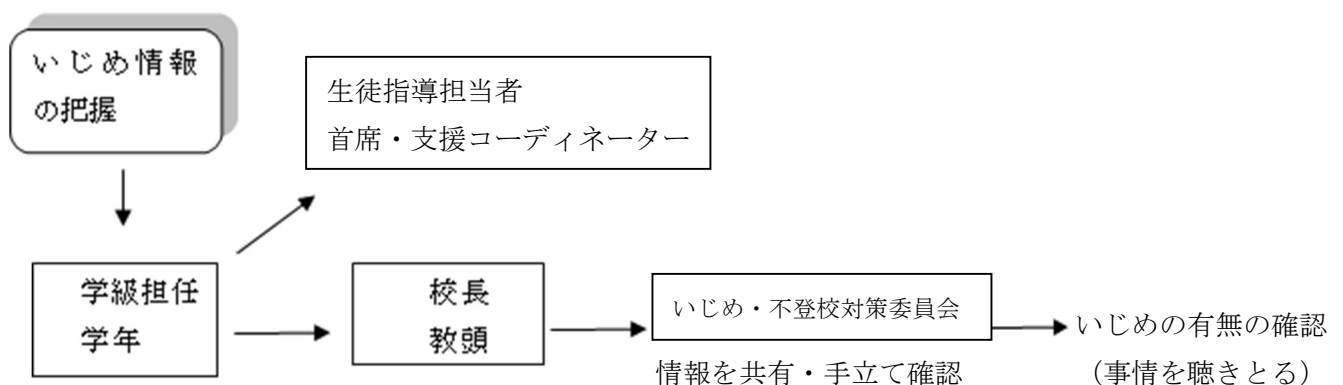 いじめ情報
の把握
生徒指導担当者
首席・支援コーディネーター
学級担任
学年
校長
教頭
いじめ・不登校対策委員会
情報を共有・手立て確認
いじめの有無の確認
（事情を聴きとる）